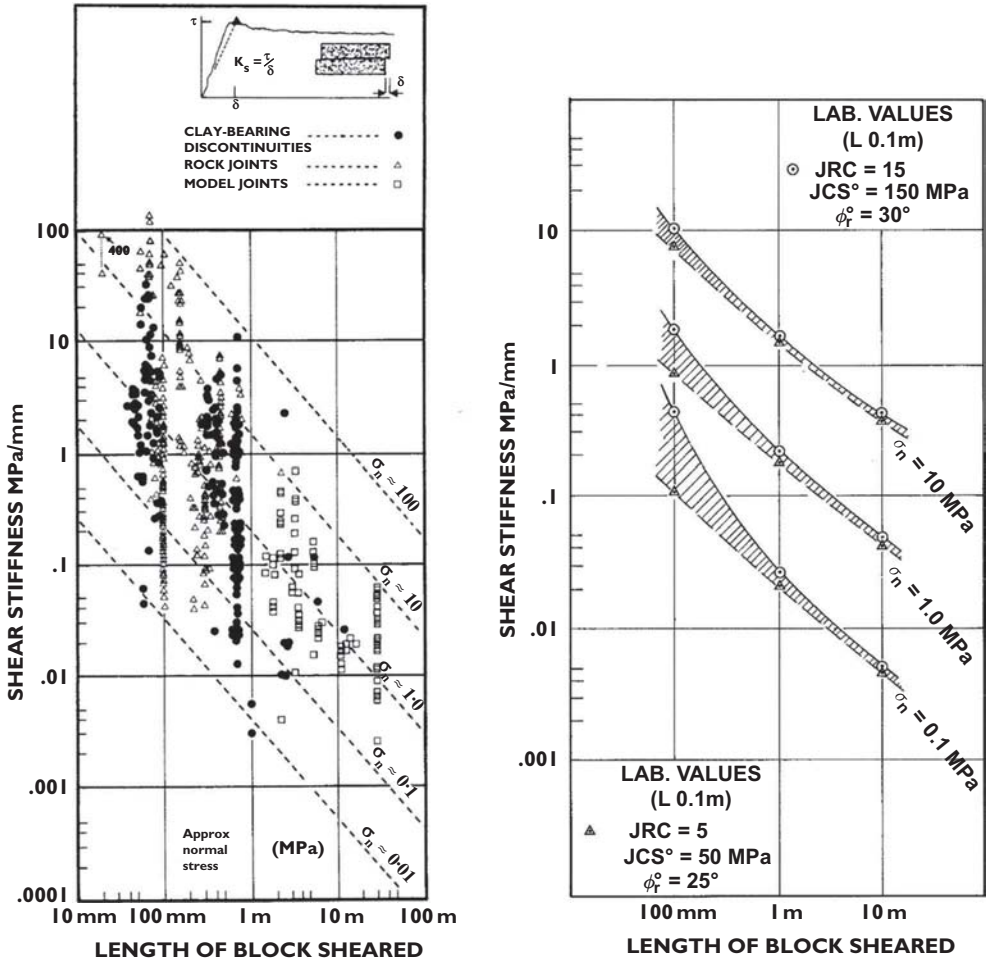 τ
K_s = τ/δ
δ
δ
CLAY-BEARING
DISCONTINUITIES
ROCK JOINTS
MODEL JOINTS
SHEAR STIFFNESS MPa/mm
100
10
1
.1
.01
.001
.0001
400
σn ≈ 100
σn ≈ 10
σn ≈ 1·0
σn ≈ 0·1
σn ≈ 0·01
Approx
normal
stress
(MPa)
10 mm
100 mm
1 m
10 m
100 m
LENGTH OF BLOCK SHEARED
LAB. VALUES
(L 0.1m)
JRC = 15
JCS° = 150 MPa
ϕ°r = 30°
SHEAR STIFFNESS MPa/mm
10
1
.1
.01
.001
σn = 10 MPa
σn = 1.0 MPa
σn = 0.1 MPa
LAB. VALUES
(L 0.1m)
JRC = 5
JCS° = 50 MPa
ϕ°r = 25°
100 mm
1 m
10 m
LENGTH OF BLOCK SHEARED